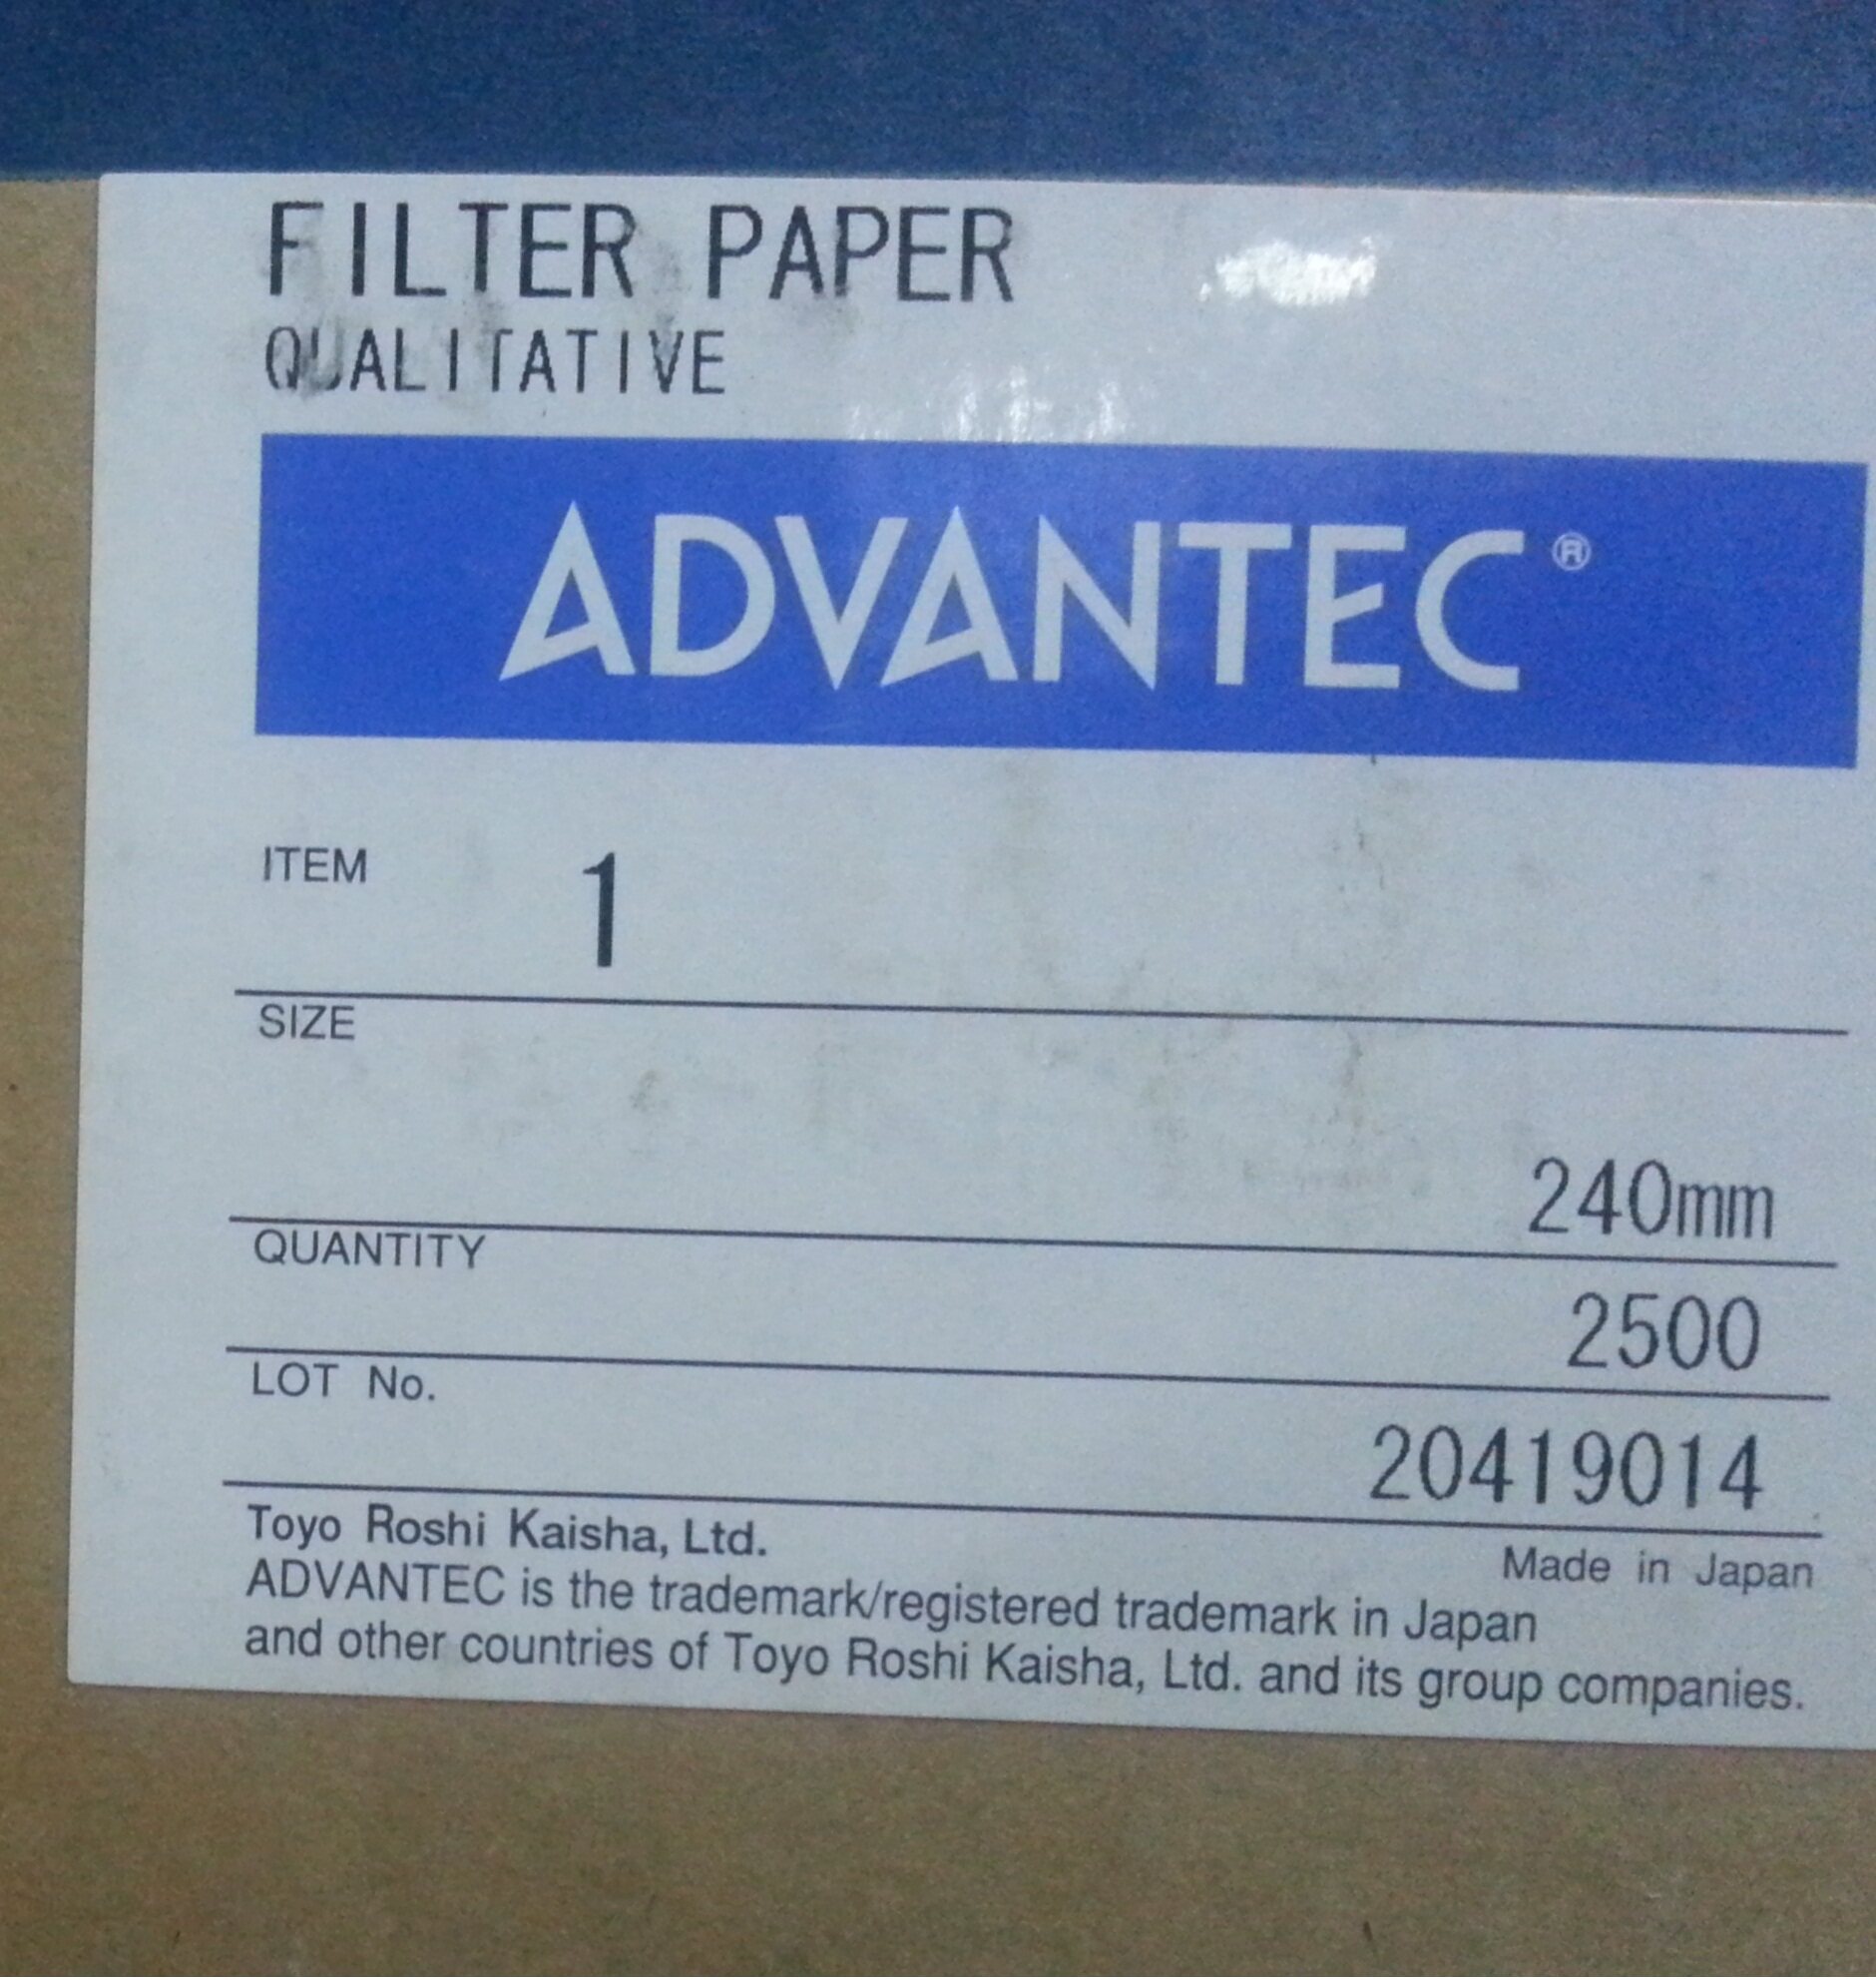 FILTER PAPER
QUALITATIVE
ADVANTEC®
ITEM 1
SIZE
240mm
QUANTITY
2500
LOT No.
20419014
Toyo Roshi Kaisha, Ltd.
Made in Japan
ADVANTEC is the trademark/registered trademark in Japan
and other countries of Toyo Roshi Kaisha, Ltd. and its group companies.